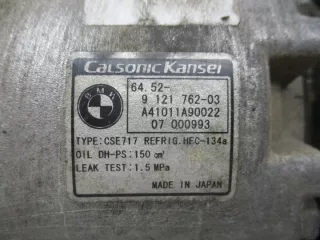 Calsonic Kansei
BMW
64.52-
9 121 762-03
A41011A90022
07 000993
TYPE:CSE717 REFRIG.HFC-134a
OIL DH-PS:150 cm³
LEAK TEST:1.5 MPa
MADE IN JAPAN